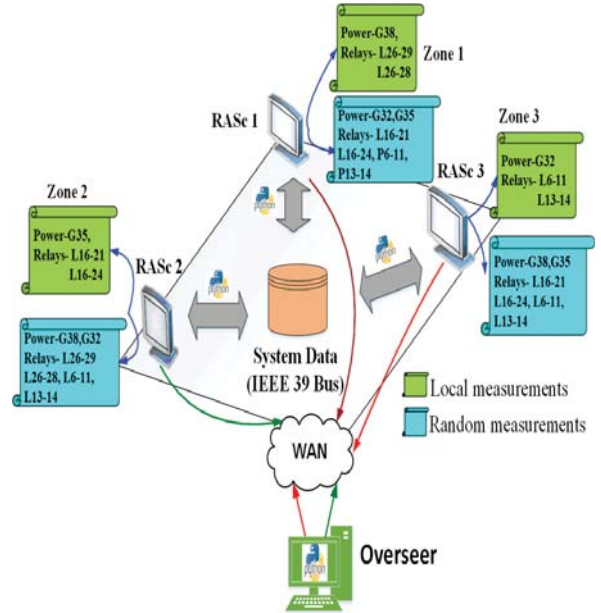 Power-G38,
Relays- L26-29
L26-28
Zone 1
RASc 1
Power-G32,G35
Relays- L16-21
L16-24, P6-11,
P13-14
Zone 3
RASc 3
Power-G32
Relays- L6-11
L13-14
Zone 2
Power-G35,
Relays- L16-21
L16-24
RASc 2
python
python
python
Power-G38,G35
Relays- L16-21
L16-24, L6-11,
L13-14
Power-G38,G32
Relays- L26-29
L26-28, L6-11,
L13-14
System Data
(IEEE 39 Bus)
Local measurements
Random measurements
WAN
python
Overseer